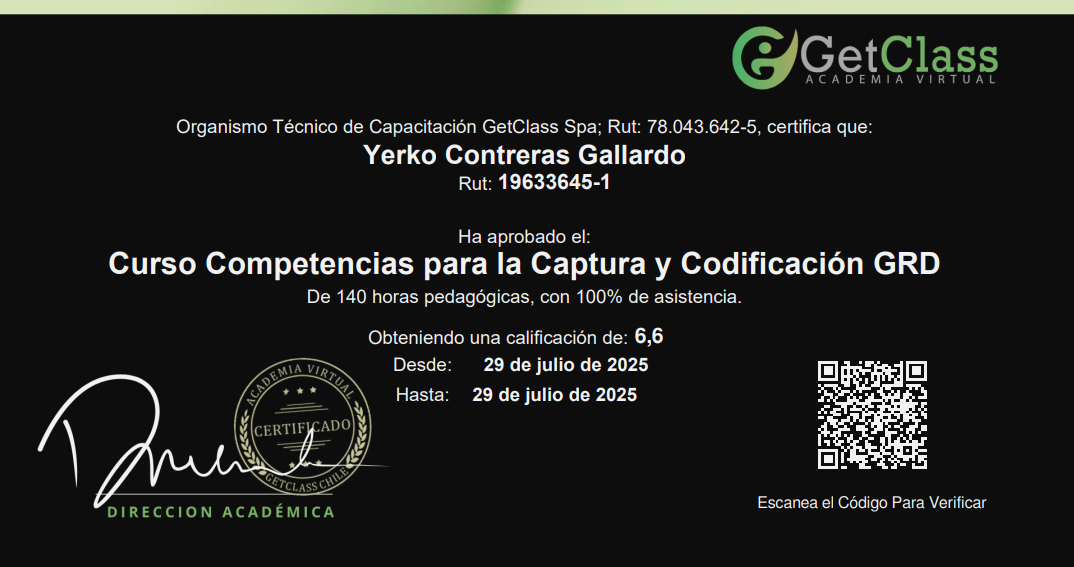 GetClass
ACADEMIA VIRTUAL
Organismo Técnico de Capacitación GetClass Spa; Rut: 78.043.642-5, certifica que:
Yerko Contreras Gallardo
Rut: 19633645-1
Ha aprobado el:
Curso Competencias para la Captura y Codificación GRD
De 140 horas pedagógicas, con 100% de asistencia.
Obteniendo una calificación de: 6,6
Desde: 29 de julio de 2025
Hasta: 29 de julio de 2025
ACADEMIA VIRTUAL
CERTIFICADO
GETCLASS CHILE
DIRECCION ACADÉMICA
Escanea el Código Para Verificar